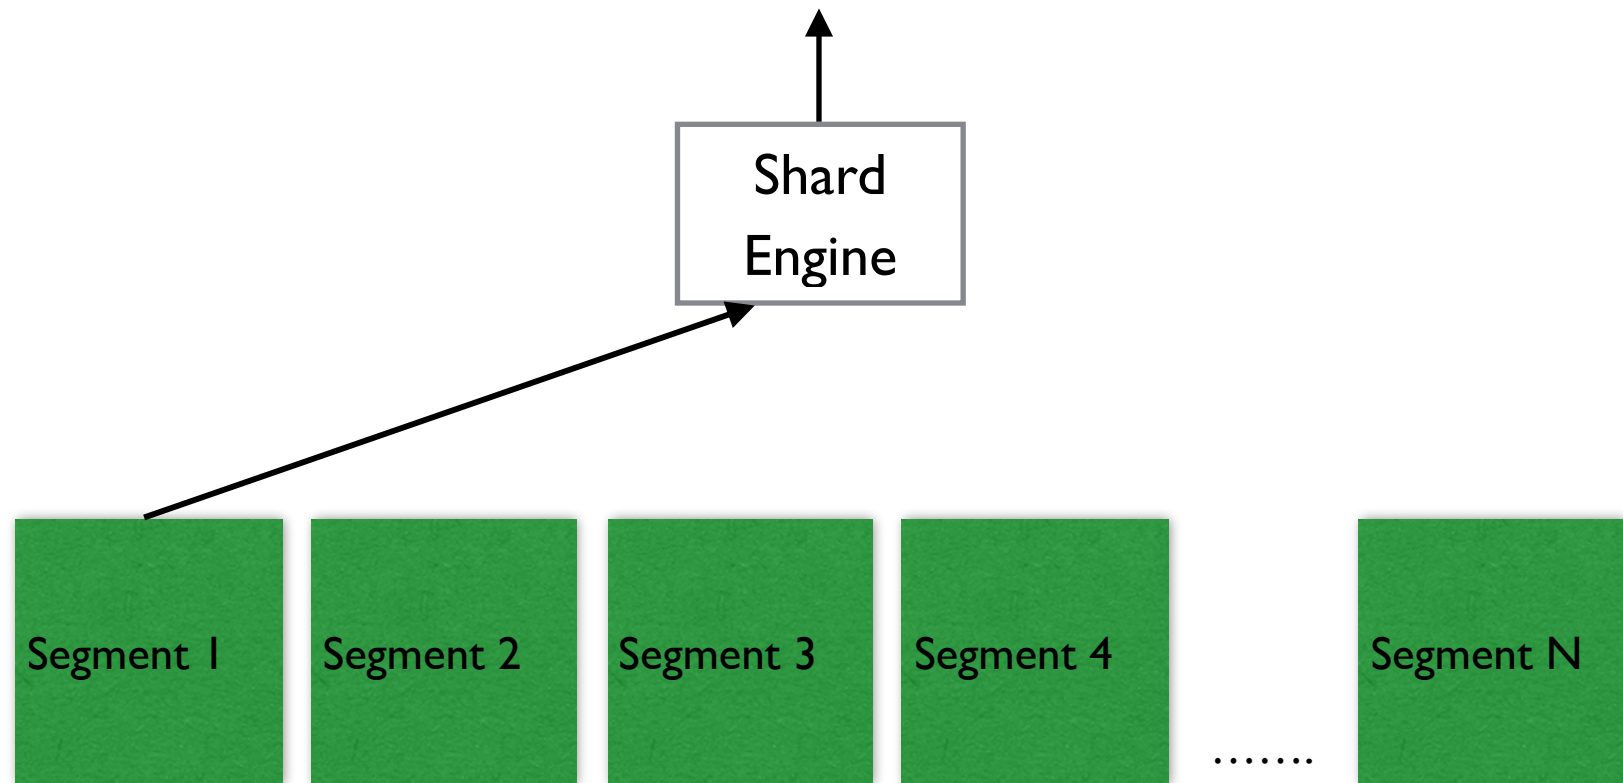 Shard
Engine
Segment 1
Segment 2
Segment 3
Segment 4
.......
Segment N